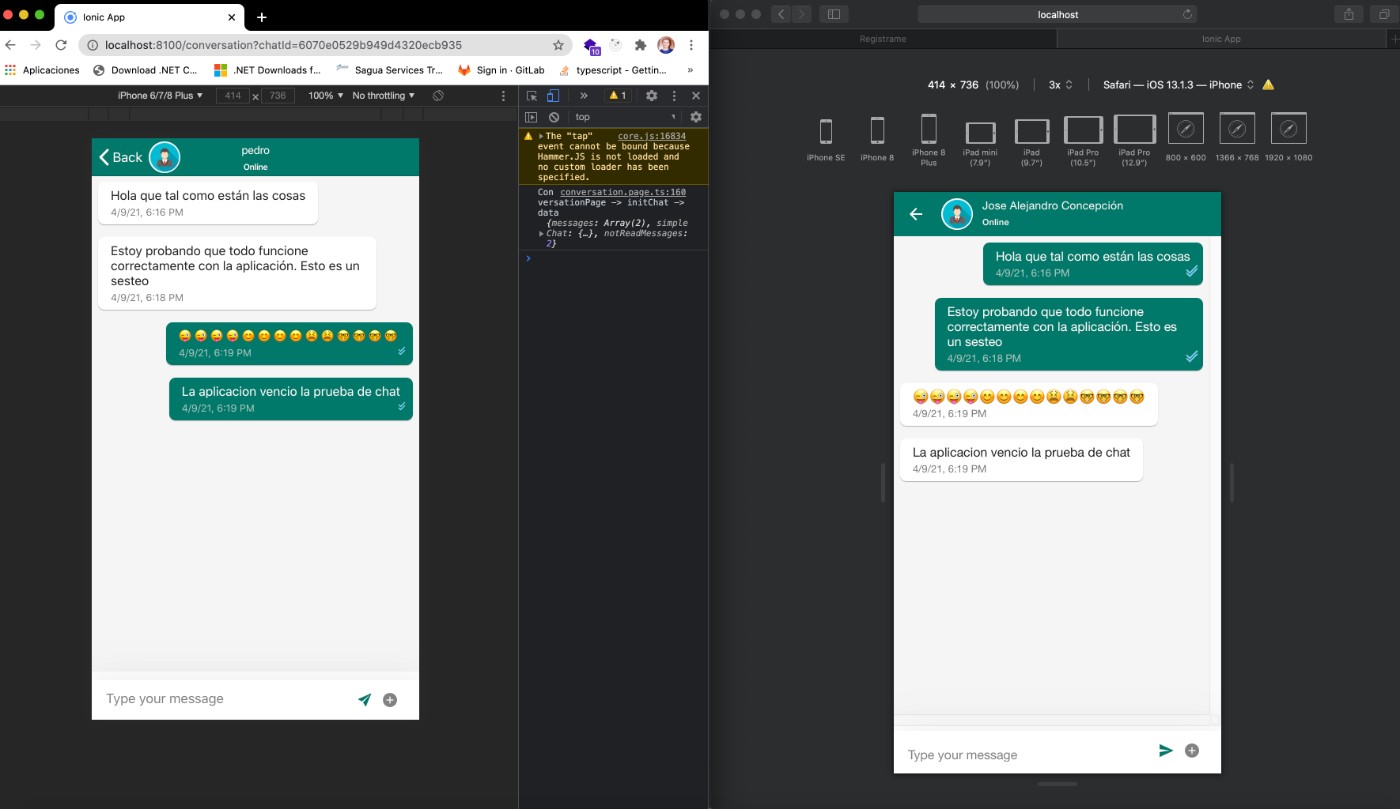 Ionic App
localhost:8100/conversation?chatId=6070e0529b949d4320ecb935
10
Aplicaciones
Download .NET C...
.NET Downloads f...
Sagua Services Tr...
Sign in · GitLab
typescript - Gettin...
»
iPhone 6/7/8 Plus
414
×
736
100%
No throttling
»
1
top
The "tap" core.js:16834
event cannot be bound because
Hammer.JS is not loaded and
no custom loader has been
specified.
Con conversation.page.ts:160
versationPage -> initChat ->
data
{messages: Array(2), simple
Chat: {…}, notReadMessages:
2}
Back
pedro
Online
Hola que tal como están las cosas
4/9/21, 6:16 PM
Estoy probando que todo funcione
correctamente con la aplicación. Esto es un
sesteo
4/9/21, 6:18 PM
😜😜😜😜😊😊😊😊😫😫🤓🤓🤓🤓
4/9/21, 6:19 PM
La aplicacion vencio la prueba de chat
4/9/21, 6:19 PM
Type your message
localhost
Registrame
Ionic App
414 × 736 (100%)
3x
Safari — iOS 13.1.3 — iPhone
iPhone SE
iPhone 8
iPhone 8
Plus
iPad mini
(7.9")
iPad
(9.7")
iPad Pro
(10.5")
iPad Pro
(12.9")
800 × 600
1366 × 768
1920 × 1080
Jose Alejandro Concepción
Online
Hola que tal como están las cosas
4/9/21, 6:16 PM
Estoy probando que todo funcione
correctamente con la aplicación. Esto es
un sesteo
4/9/21, 6:18 PM
😜😜😜😜😊😊😊😊😫😫🤓🤓🤓🤓
4/9/21, 6:19 PM
La aplicacion vencio la prueba de chat
4/9/21, 6:19 PM
Type your message